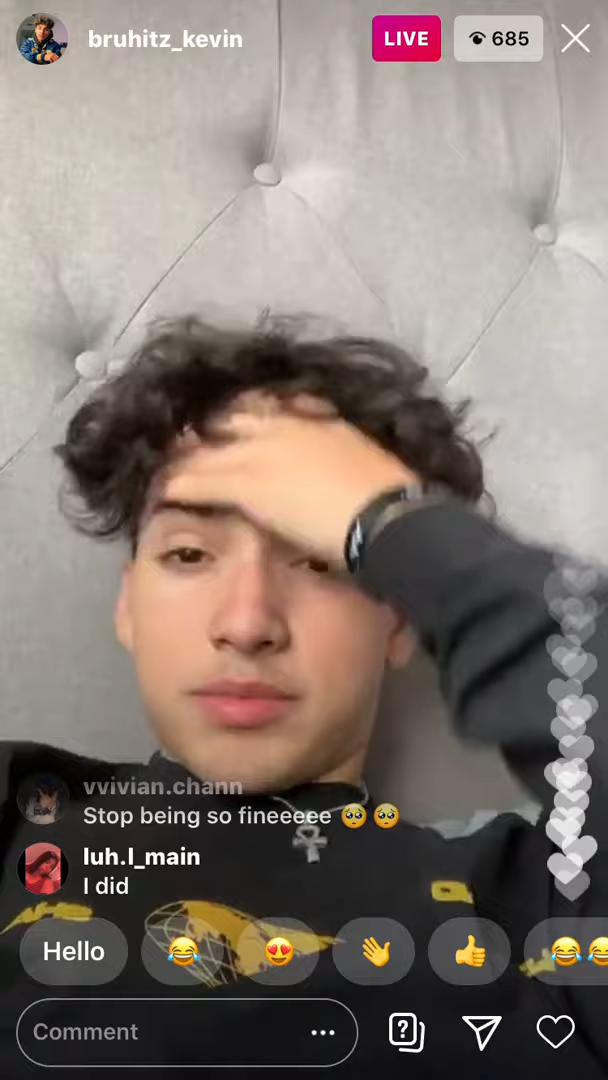 bruhitz_kevin
LIVE
685
vvivian.chann
Stop being so fineeeee 🥺🥺
luh.l_main
I did
Hello
Comment